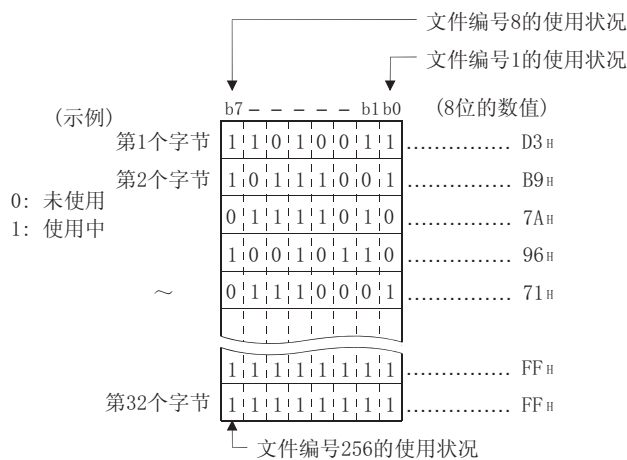 文件编号8的使用状况
文件编号1的使用状况
b7 - - - - - b1 b0 (8位的数值)
(示例)
第1个字节 1 1 0 1 0 0 1 1 ............... D3H
第2个字节 1 0 1 1 1 0 0 1 ............... B9H
0: 未使用
0 1 1 1 1 0 1 0 ............... 7AH
1: 使用中
1 0 0 1 0 1 1 0 ............... 96H
～ 0 1 1 1 0 0 0 1 ............... 71H
1 1 1 1 1 1 1 1 ............... FFH
第32个字节 1 1 1 1 1 1 1 1 ............... FFH
文件编号256的使用状况